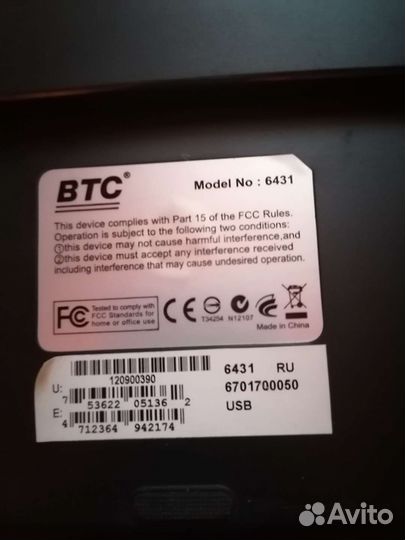 BTC® Model No : 6431
This device complies with Part 15 of the FCC Rules.
Operation is subject to the following two conditions:
①this device may not cause harmful interference,and
②this device must accept any interference received
including interference that may cause undesired operation.
FC Tested to comply with
FCC Standards for
home or office use
CE
T34254 N12107
Made in China
120900390
6431 RU
6701700050
USB
U: 7 53622 05136 2
E: 4 712364 942174
Avito